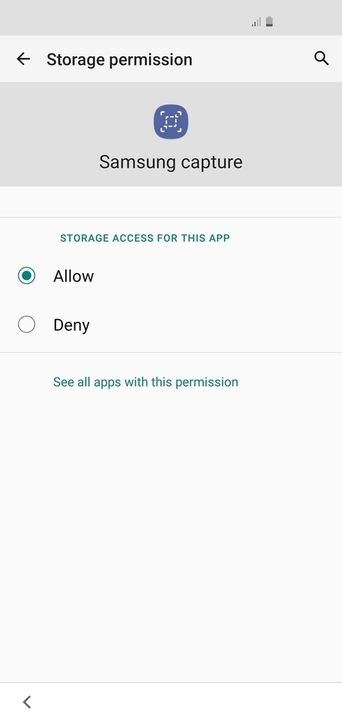 Storage permission
Samsung capture
STORAGE ACCESS FOR THIS APP
Allow
Deny
See all apps with this permission